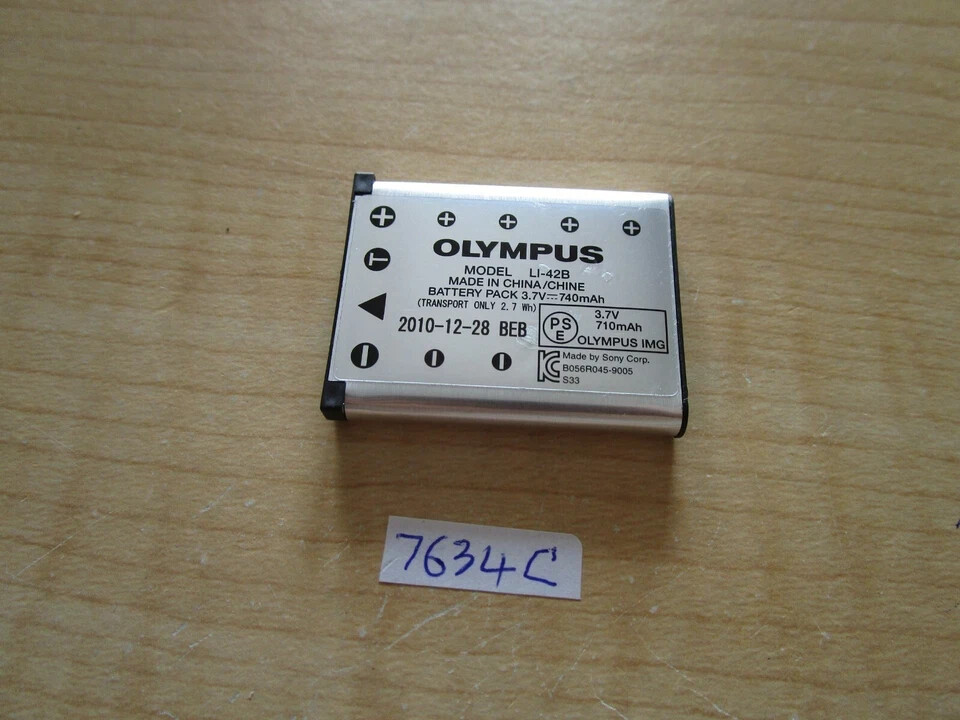 OLYMPUS
MODEL LI-42B
MADE IN CHINA/CHINE
BATTERY PACK 3.7V⎓740mAh
(TRANSPORT ONLY 2.7 Wh)
2010-12-28 BEB
PSE
3.7V
710mAh
OLYMPUS IMG
Made by Sony Corp.
B056R045-9005
S33
7634C